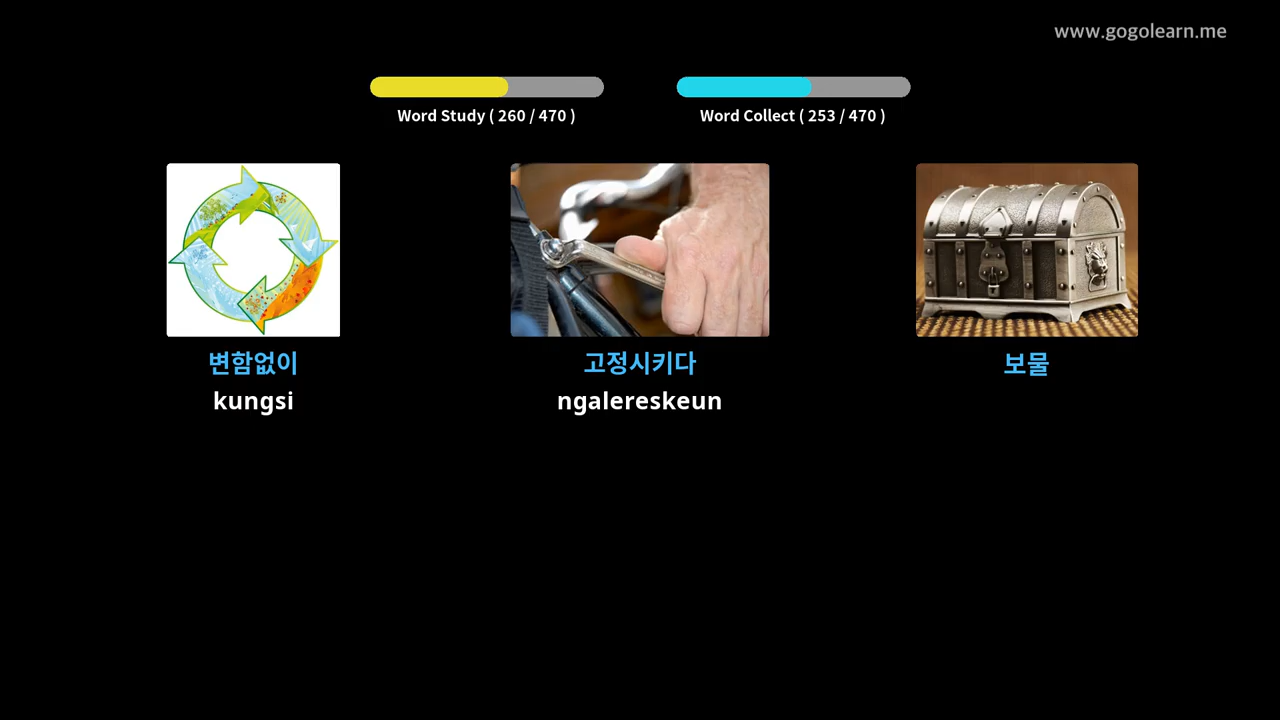 www.gogolearn.me
Word Study ( 260 / 470 )
Word Collect ( 253 / 470 )
변함없이
고정시키다
보물
kungsi
ngalereskeun